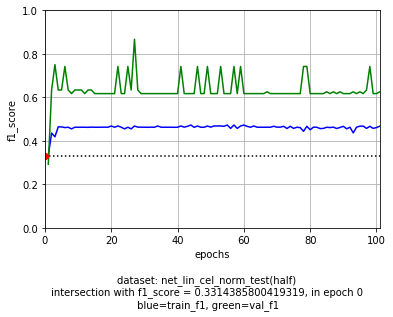 1.0
0.8
0.6
0.4
0.2
0.0
f1_score
0 20 40 60 80 100
epochs
dataset: net_lin_cel_norm_test(half)
intersection with f1_score = 0.3314385800419319, in epoch 0
blue=train_f1, green=val_f1